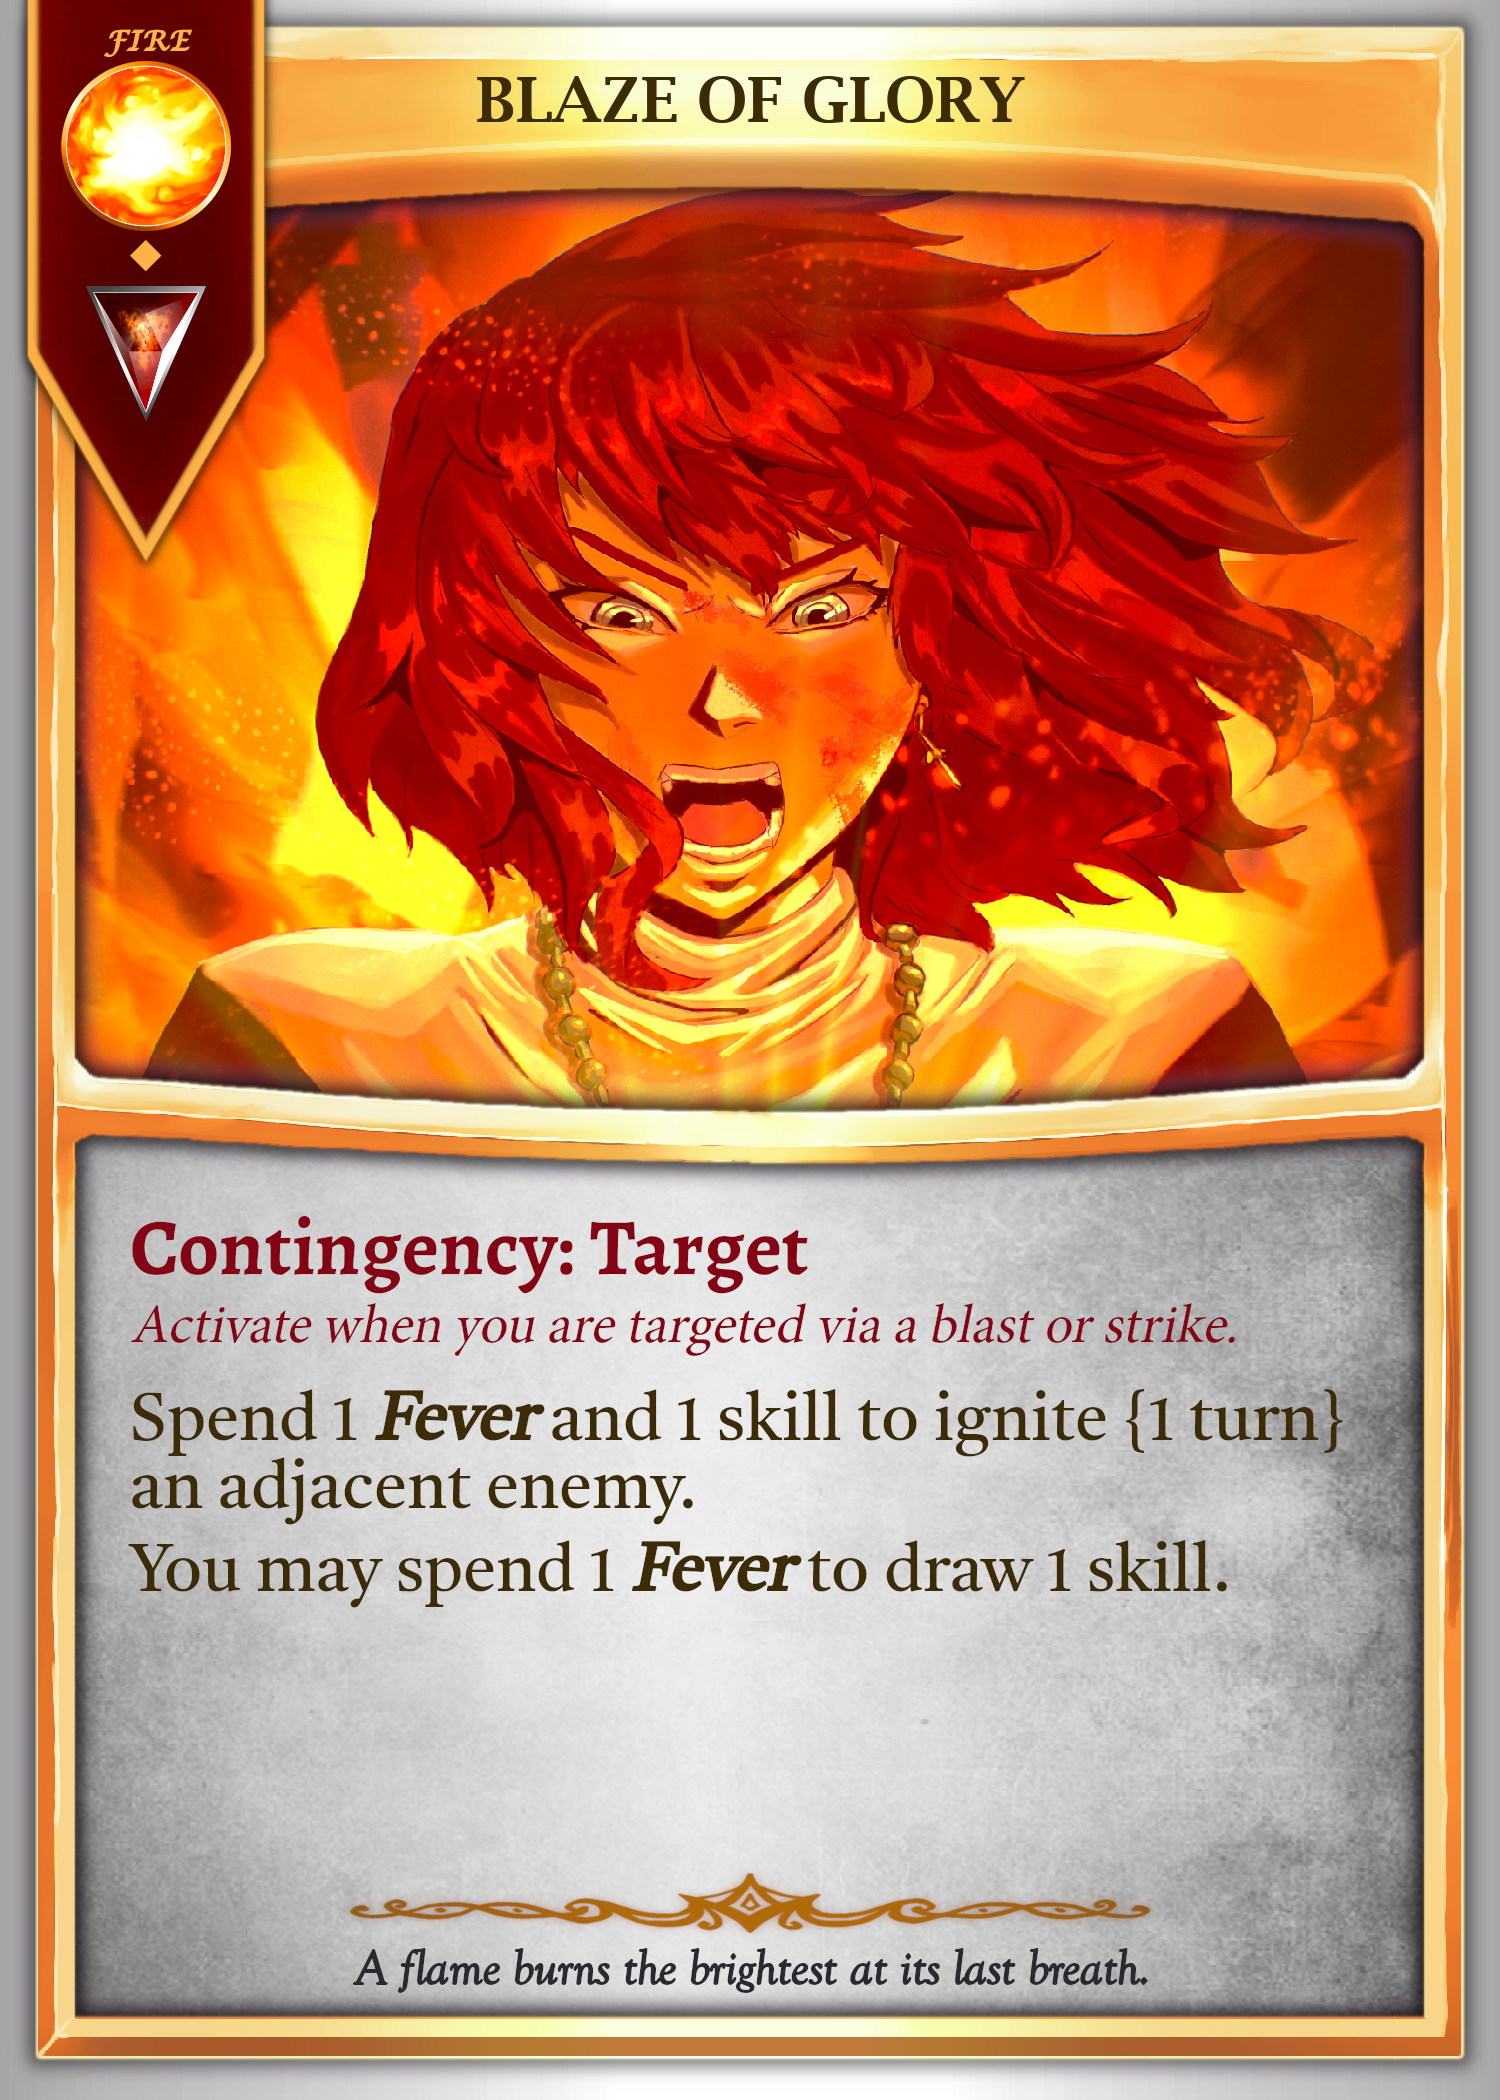 FIRE
BLAZE OF GLORY
Contingency: Target
Activate when you are targeted via a blast or strike.
Spend 1 Fever and 1 skill to ignite {1 turn}
an adjacent enemy.
You may spend 1 Fever to draw 1 skill.
A flame burns the brightest at its last breath.